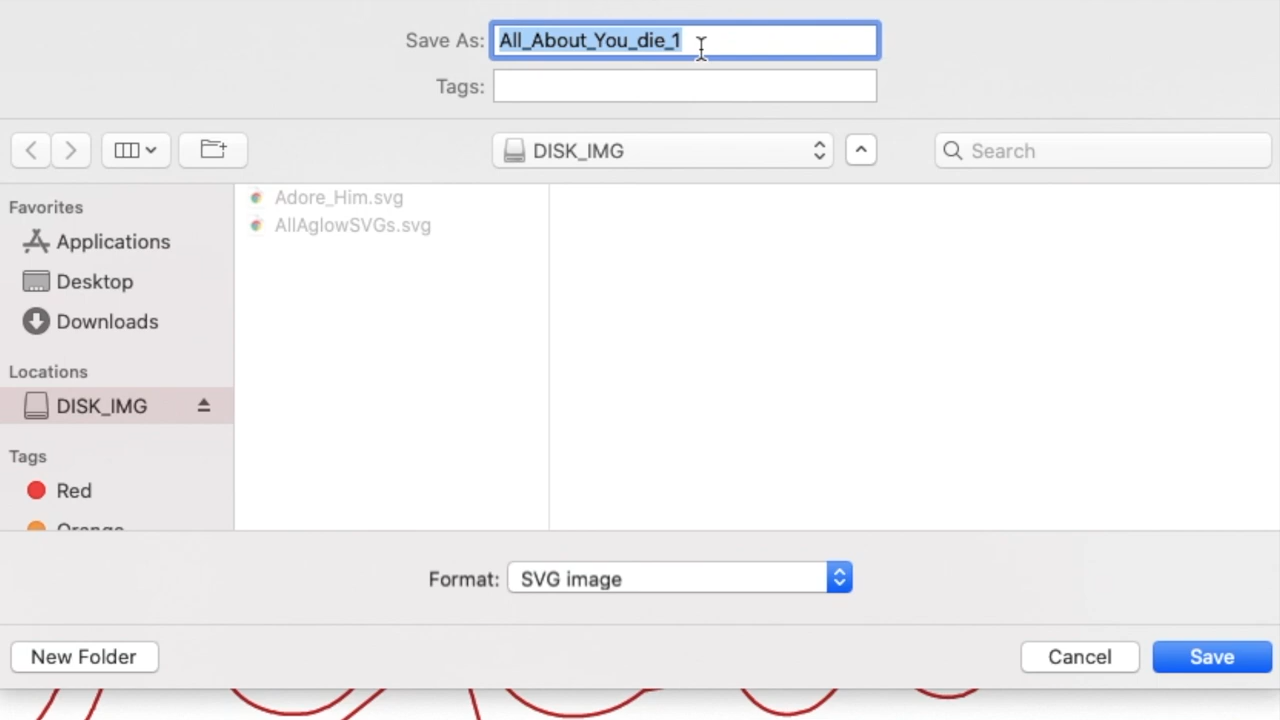 Save As: All_About_You_die_1
Tags:
DISK_IMG
Search
Favorites
Applications
Desktop
Downloads
Locations
DISK_IMG
Tags
Red
Orange
Adore_Him.svg
AllAglowSVGs.svg
Format: SVG image
New Folder
Cancel
Save